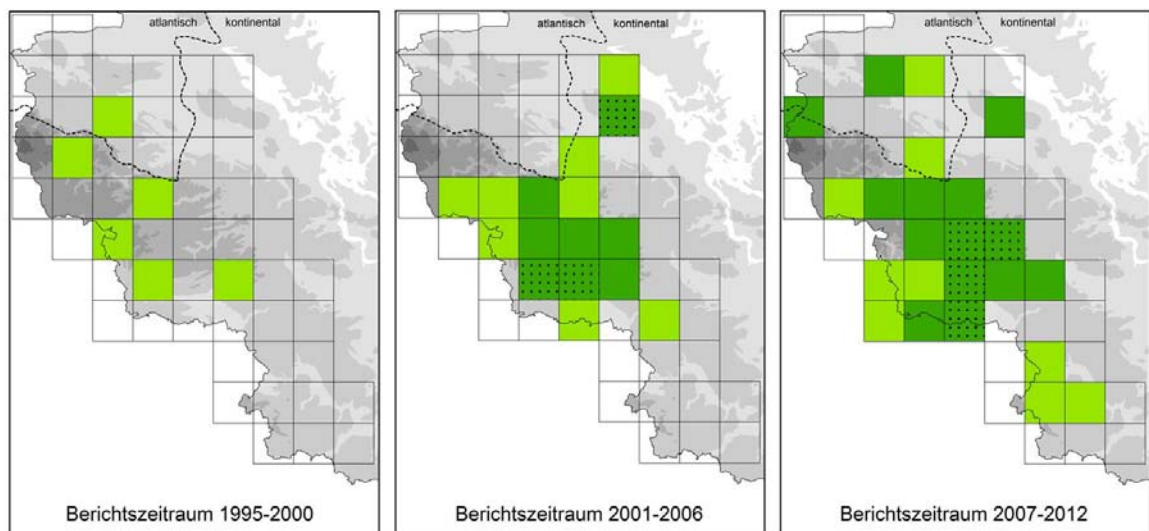 atlantisch kontinental
Berichtszeitraum 1995-2000
atlantisch kontinental
Berichtszeitraum 2001-2006
atlantisch kontinental
Berichtszeitraum 2007-2012